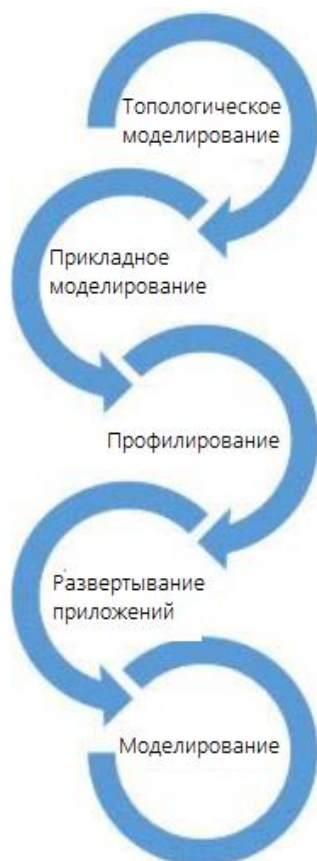 Топологическое
моделирование
Прикладное
моделирование
Профилирование
Развертывание
приложений
Моделирование